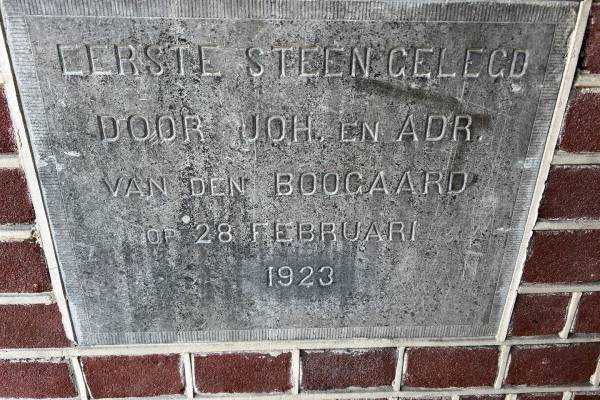 EERSTE STEEN GELEGD
DOOR JOH. EN ADR.
VAN DEN BOOGAARD
OP 28 FEBRUARI
1923